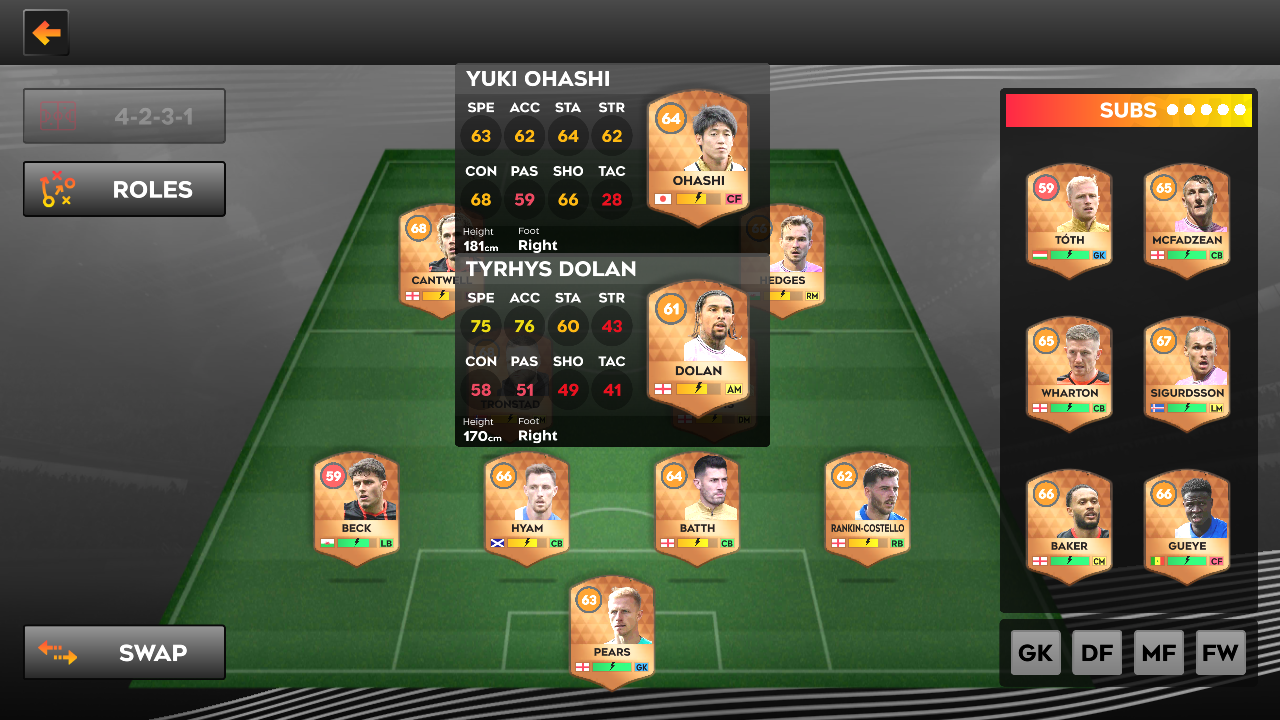 4-2-3-1
ROLES
SWAP
YUKI OHASHI
SPE ACC STA STR
63 62 64 62
CON PAS SHO TAC
68 59 66 28
Height Foot
181cm Right
64
OHASHI
CF
TYRHYS DOLAN
SPE ACC STA STR
75 76 60 43
CON PAS SHO TAC
58 51 49 41
Height Foot
170cm Right
61
DOLAN
AM
68
CANTWELL
66
HEDGES
RM
TRONSTAD
DM
59
BECK
LB
66
HYAM
CB
64
BATTH
CB
62
RANKIN-COSTELLO
RB
63
PEARS
GK
SUBS
59
TÓTH
GK
65
MCFADZEAN
CB
65
WHARTON
CB
67
SIGURDSSON
LM
66
BAKER
CM
66
GUEYE
CF
GK DF MF FW